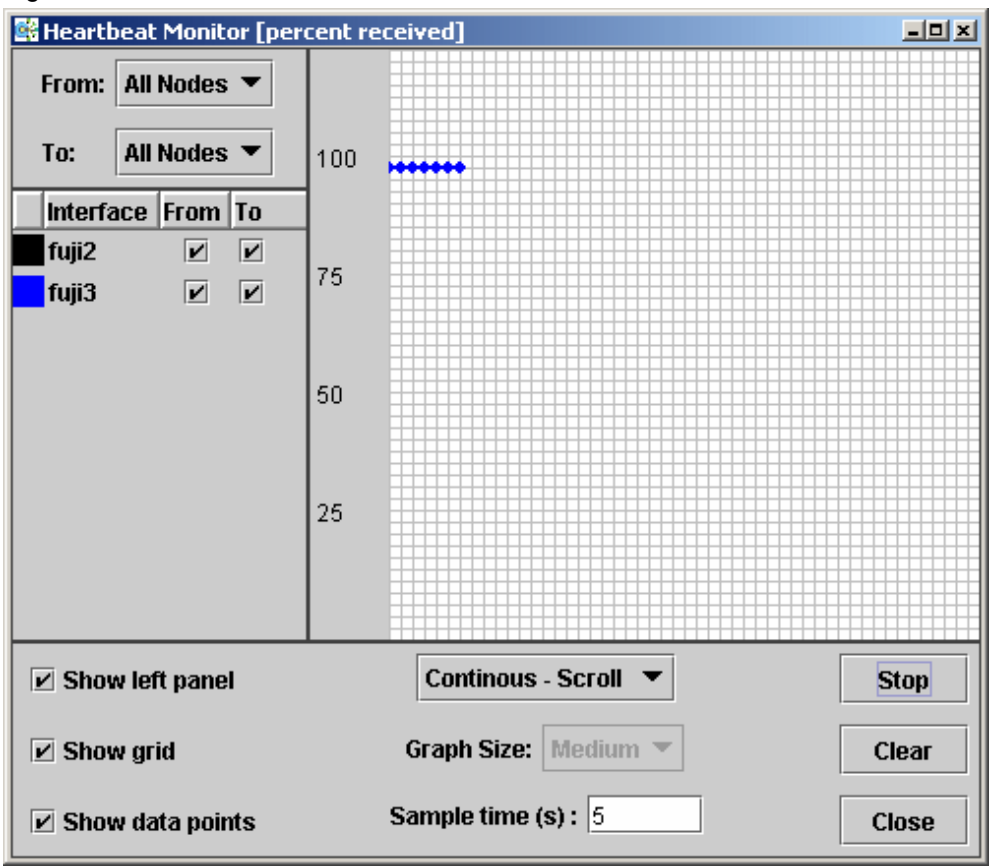 Heartbeat Monitor [percent received]
From: All Nodes
To: All Nodes
Interface From To
fuji2
fuji3
100
75
50
25
Show left panel
Continous - Scroll
Stop
Show grid
Graph Size: Medium
Clear
Show data points
Sample time (s) : 5
Close